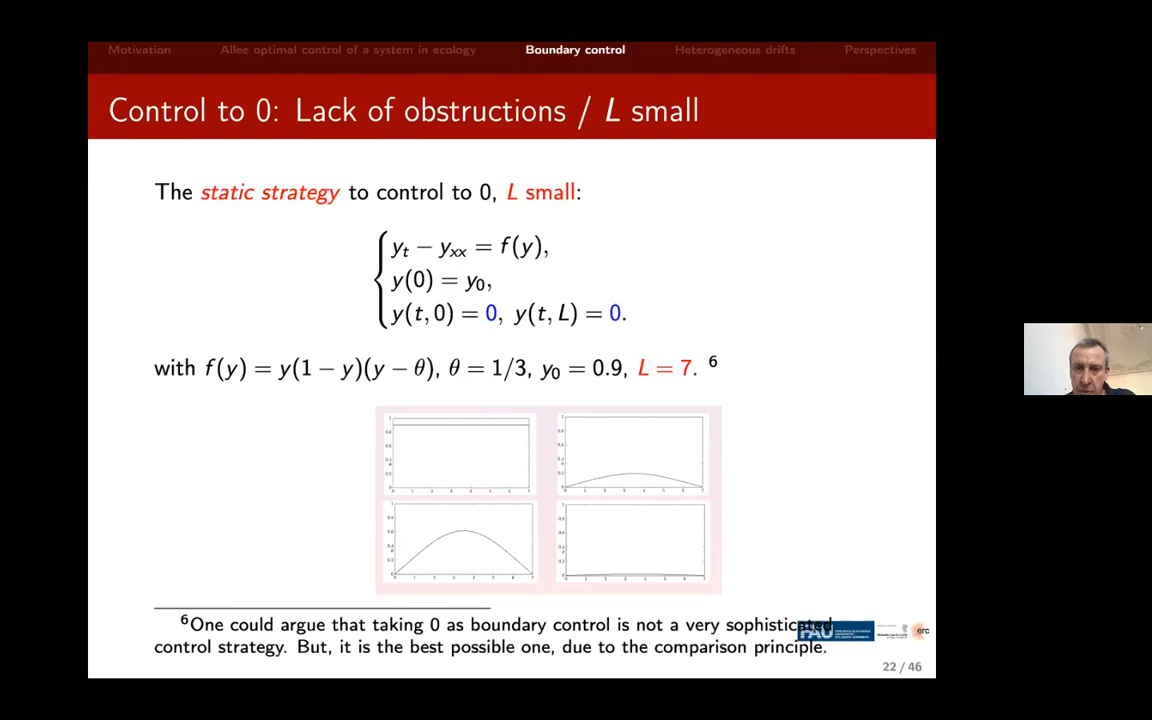 Motivation Allee optimal control of a system in ecology Boundary control Heterogeneous drifts Perspectives
Control to 0: Lack of obstructions / L small
The static strategy to control to 0, L small:
y_t − y_xx = f(y),
y(0) = y_0,
y(t, 0) = 0, y(t, L) = 0.
with f(y) = y(1 − y)(y − θ), θ = 1/3, y_0 = 0.9, L = 7. ⁶
⁶One could argue that taking 0 as boundary control is not a very sophisticated
control strategy. But, it is the best possible one, due to the comparison principle.
FAU
erc
22 / 46